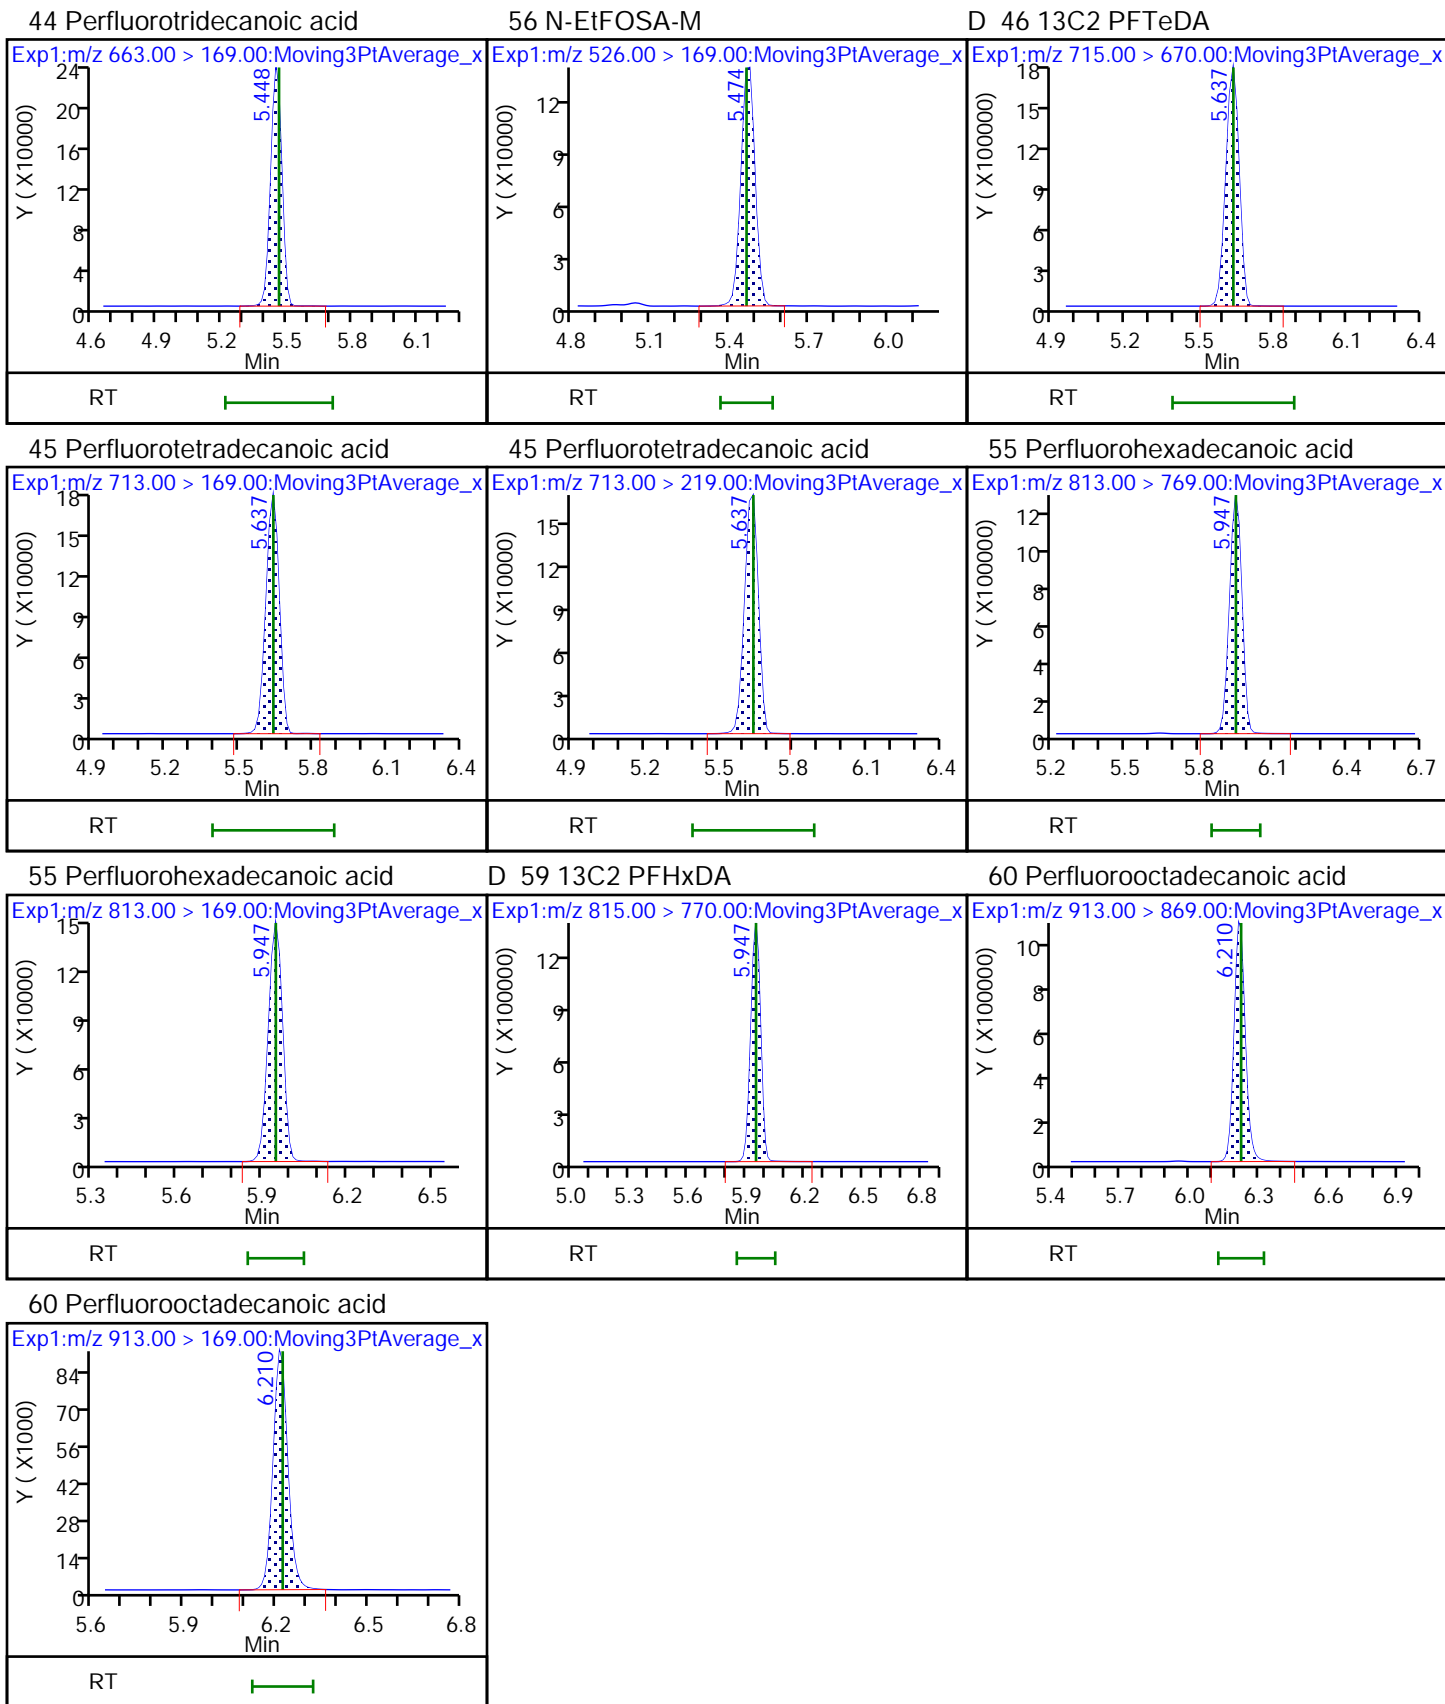 44 Perfluorotridecanoic acid
Exp1:m/z 663.00 > 169.00:Moving3PtAverage_x
Y ( X10000)
24
20
16
12
8
4
0
5.448
4.6 4.9 5.2 5.5 5.8 6.1
Min
RT
56 N-EtFOSA-M
Exp1:m/z 526.00 > 169.00:Moving3PtAverage_x
Y ( X100000)
12
9
6
3
0
5.474
4.8 5.1 5.4 5.7 6.0
Min
RT
D 46 13C2 PFTeDA
Exp1:m/z 715.00 > 670.00:Moving3PtAverage_x
Y ( X100000)
18
15
12
9
6
3
0
5.637
4.9 5.2 5.5 5.8 6.1 6.4
Min
RT
45 Perfluorotetradecanoic acid
Exp1:m/z 713.00 > 169.00:Moving3PtAverage_x
Y ( X10000)
18
15
12
9
6
3
0
5.637
4.9 5.2 5.5 5.8 6.1 6.4
Min
RT
45 Perfluorotetradecanoic acid
Exp1:m/z 713.00 > 219.00:Moving3PtAverage_x
Y ( X10000)
15
12
9
6
3
0
5.637
4.9 5.2 5.5 5.8 6.1 6.4
Min
RT
55 Perfluorohexadecanoic acid
Exp1:m/z 813.00 > 769.00:Moving3PtAverage_x
Y ( X100000)
12
10
8
6
4
2
0
5.947
5.2 5.5 5.8 6.1 6.4 6.7
Min
RT
55 Perfluorohexadecanoic acid
Exp1:m/z 813.00 > 169.00:Moving3PtAverage_x
Y ( X10000)
15
12
9
6
3
0
5.947
5.3 5.6 5.9 6.2 6.5
Min
RT
D 59 13C2 PFHxDA
Exp1:m/z 815.00 > 770.00:Moving3PtAverage_x
Y ( X100000)
12
9
6
3
0
5.947
5.0 5.3 5.6 5.9 6.2 6.5 6.8
Min
RT
60 Perfluorooctadecanoic acid
Exp1:m/z 913.00 > 869.00:Moving3PtAverage_x
Y ( X100000)
10
8
6
4
2
0
6.210
5.4 5.7 6.0 6.3 6.6 6.9
Min
RT
60 Perfluorooctadecanoic acid
Exp1:m/z 913.00 > 169.00:Moving3PtAverage_x
Y ( X1000)
84
70
56
42
28
14
0
6.210
5.6 5.9 6.2 6.5 6.8
Min
RT